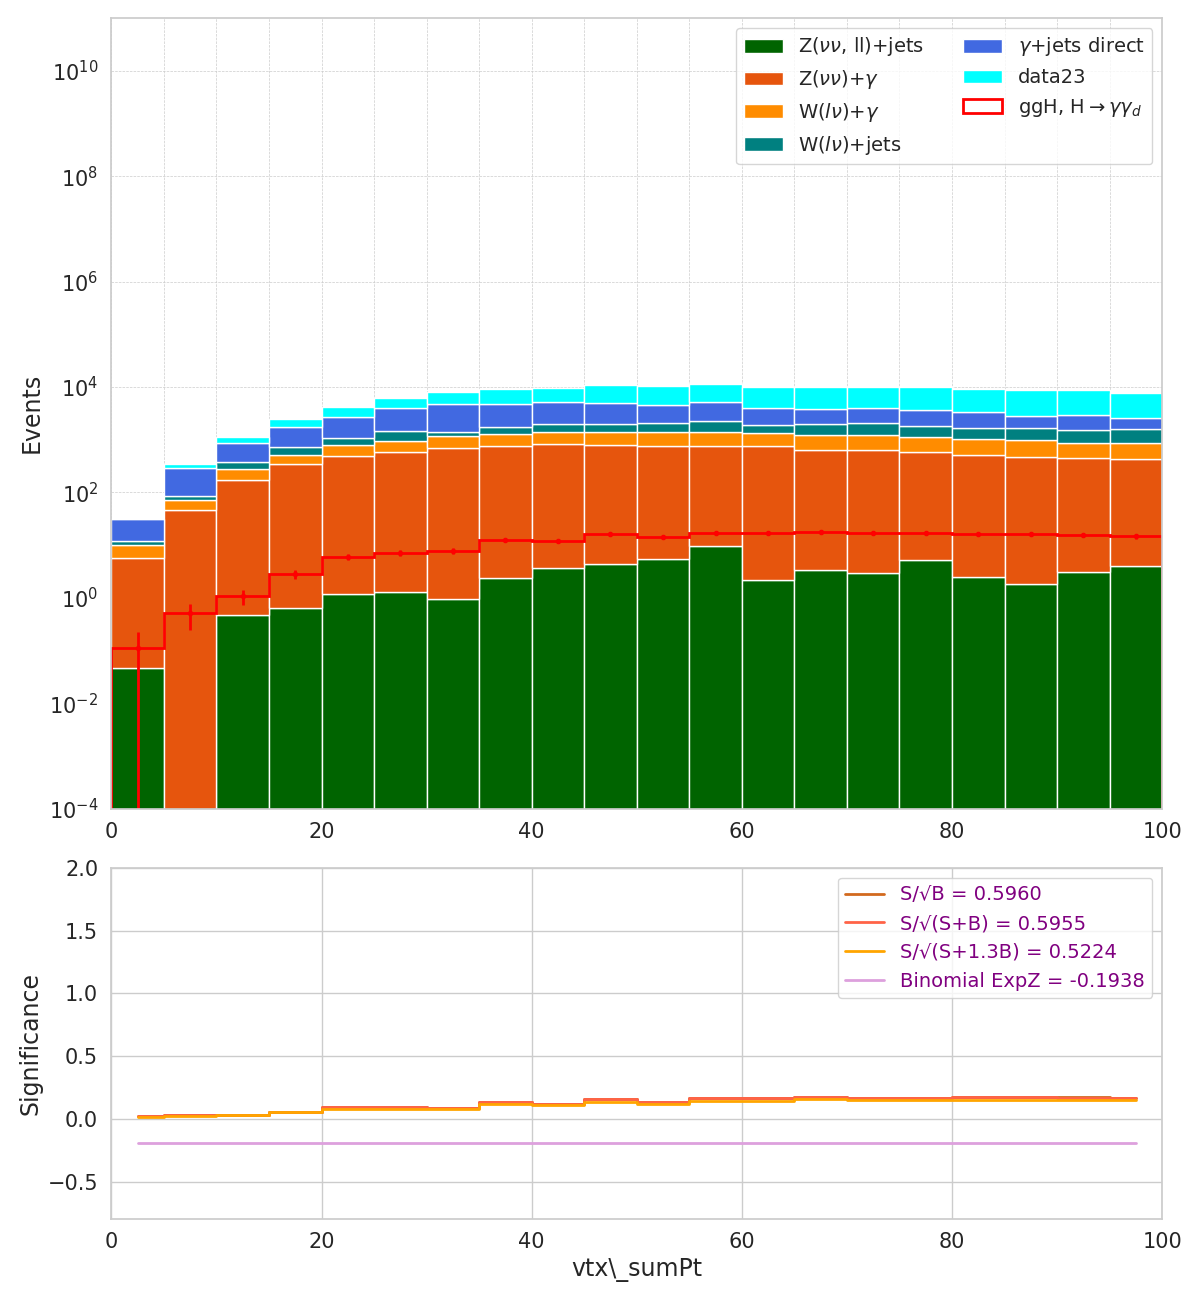 Z(νν, ll)+jets
Z(νν)+γ
W(lν)+γ
W(lν)+jets
γ+jets direct
data23
ggH, H→γγ_d
Events
10^10
10^8
10^6
10^4
10^2
10^0
10^−2
10^−4
0 20 40 60 80 100
S/√B = 0.5960
S/√(S+B) = 0.5955
S/√(S+1.3B) = 0.5224
Binomial ExpZ = -0.1938
Significance
2.0
1.5
1.0
0.5
0.0
−0.5
0 20 40 60 80 100
vtx\_sumPt